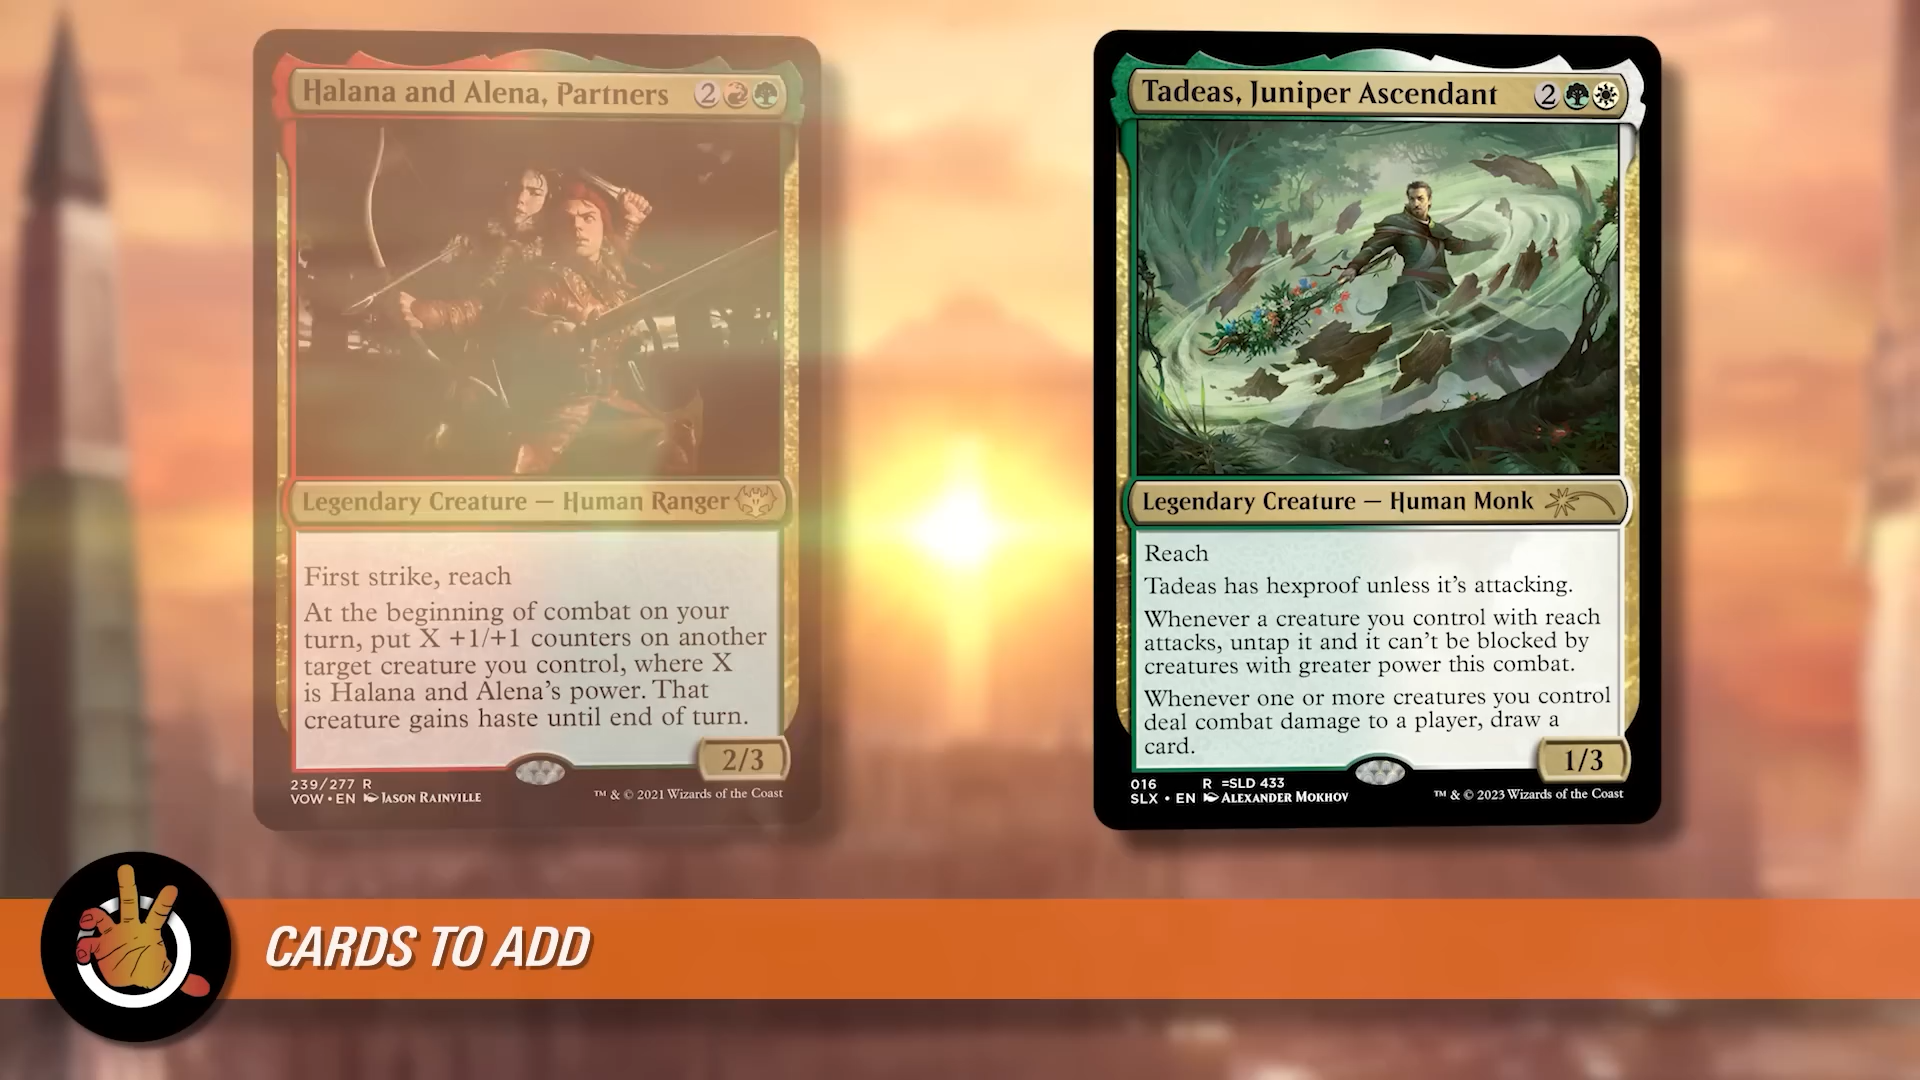 Halana and Alena, Partners 2
Legendary Creature — Human Ranger
First strike, reach
At the beginning of combat on your
turn, put X +1/+1 counters on another
target creature you control, where X
is Halana and Alena's power. That
creature gains haste until end of turn.
2/3
239/277 R
VOW • EN Jason Rainville
™ & © 2021 Wizards of the Coast
Tadeas, Juniper Ascendant 2
Legendary Creature — Human Monk
Reach
Tadeas has hexproof unless it's attacking.
Whenever a creature you control with reach
attacks, untap it and it can't be blocked by
creatures with greater power this combat.
Whenever one or more creatures you control
deal combat damage to a player, draw a
card.
1/3
016 R =SLD 433
SLX • EN Alexander Mokhov
™ & © 2023 Wizards of the Coast
CARDS TO ADD